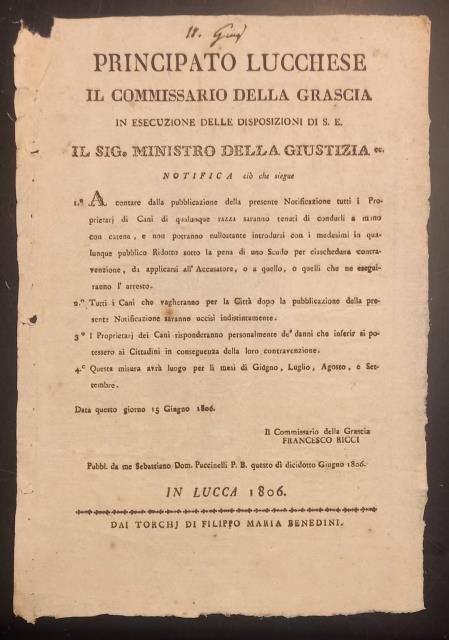 18. Giug
PRINCIPATO LUCCHESE
IL COMMISSARIO DELLA GRASCIA
IN ESECUZIONE DELLE DISPOSIZIONI DI S. E.
IL SIG. MINISTRO DELLA GIUSTIZIA ec.
NOTIFICA ciò che siegue
1.º A contare dalla pubblicazione della presente Notificazione tutti i Pro-
prietarj di Cani di qualunque razza saranno tenuti di condurli a mano
con catena, e non potranno nullostante introdursi con i medesimi in qua-
lunque pubblico Ridotto sotto la pena di uno Scudo per ciascheduna contra-
venzione, da applicarsi all' Accusatore, o a quello, o quelli che ne esegui-
ranno l' arresto.
2.º Tutti i Cani che vagheranno per la Città dopo la pubblicazione della pre-
sente Notificazione saranno uccisi indistintamente.
3º I Proprietarj dei Cani risponderanno personalmente de' danni che inferir si po-
tessero ai Cittadini in conseguenza della loro contravenzione.
4.º Questa misura avrà luogo per li mesi di Giugno, Luglio, Agosto, e Set-
tembre.
Data questo giorno 15 Giugno 1806.
Il Commissario della Grascia
FRANCESCO RICCI
Pubbl. da me Sebastiano Dom. Puccinelli P. B. questo dì dicidotto Giugno 1806.
IN LUCCA 1806.
DAI TORCHJ DI FILIPPO MARIA BENEDINI.